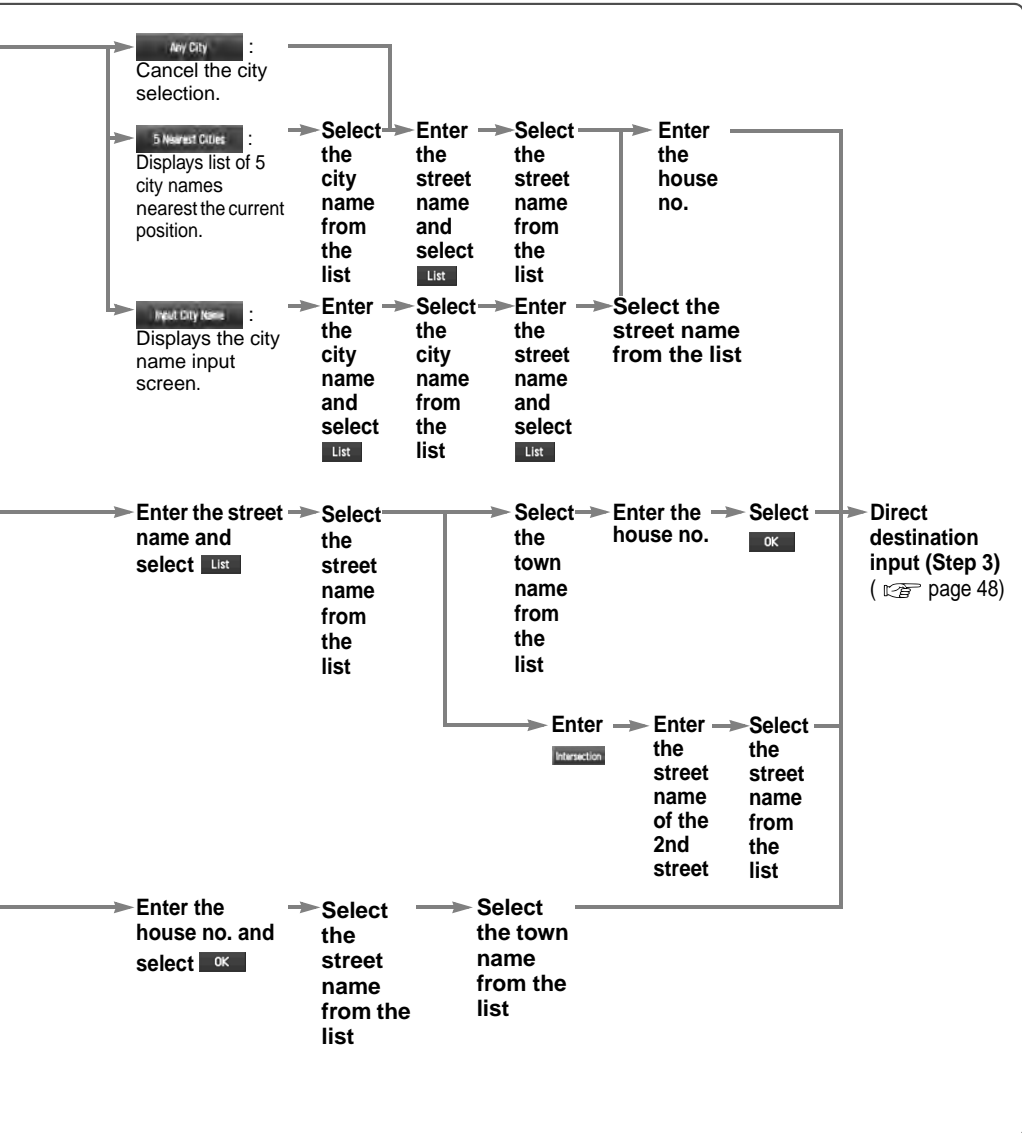 Any City :
Cancel the city
selection.
5 Nearest Cities :
Displays list of 5
city names
nearest the current
position.
Select
the
city
name
from
the
list
Enter
the
street
name
and
select
List
Select
the
street
name
from
the
list
Enter
the
house
no.
Input City Name :
Displays the city
name input
screen.
Enter
the
city
name
and
select
List
Select
the
city
name
from
the
list
Enter
the
street
name
and
select
List
Select the
street name
from the list
Enter the street
name and
select List
Select
the
street
name
from
the
list
Select
the
town
name
from
the
list
Enter the
house no.
Select
OK
Direct
destination
input (Step 3)
( page 48)
Enter
Intersection
Enter
the
street
name
of the
2nd
street
Select
the
street
name
from
the
list
Enter the
house no. and
select OK
Select
the
street
name
from the
list
Select
the town
name
from the
list